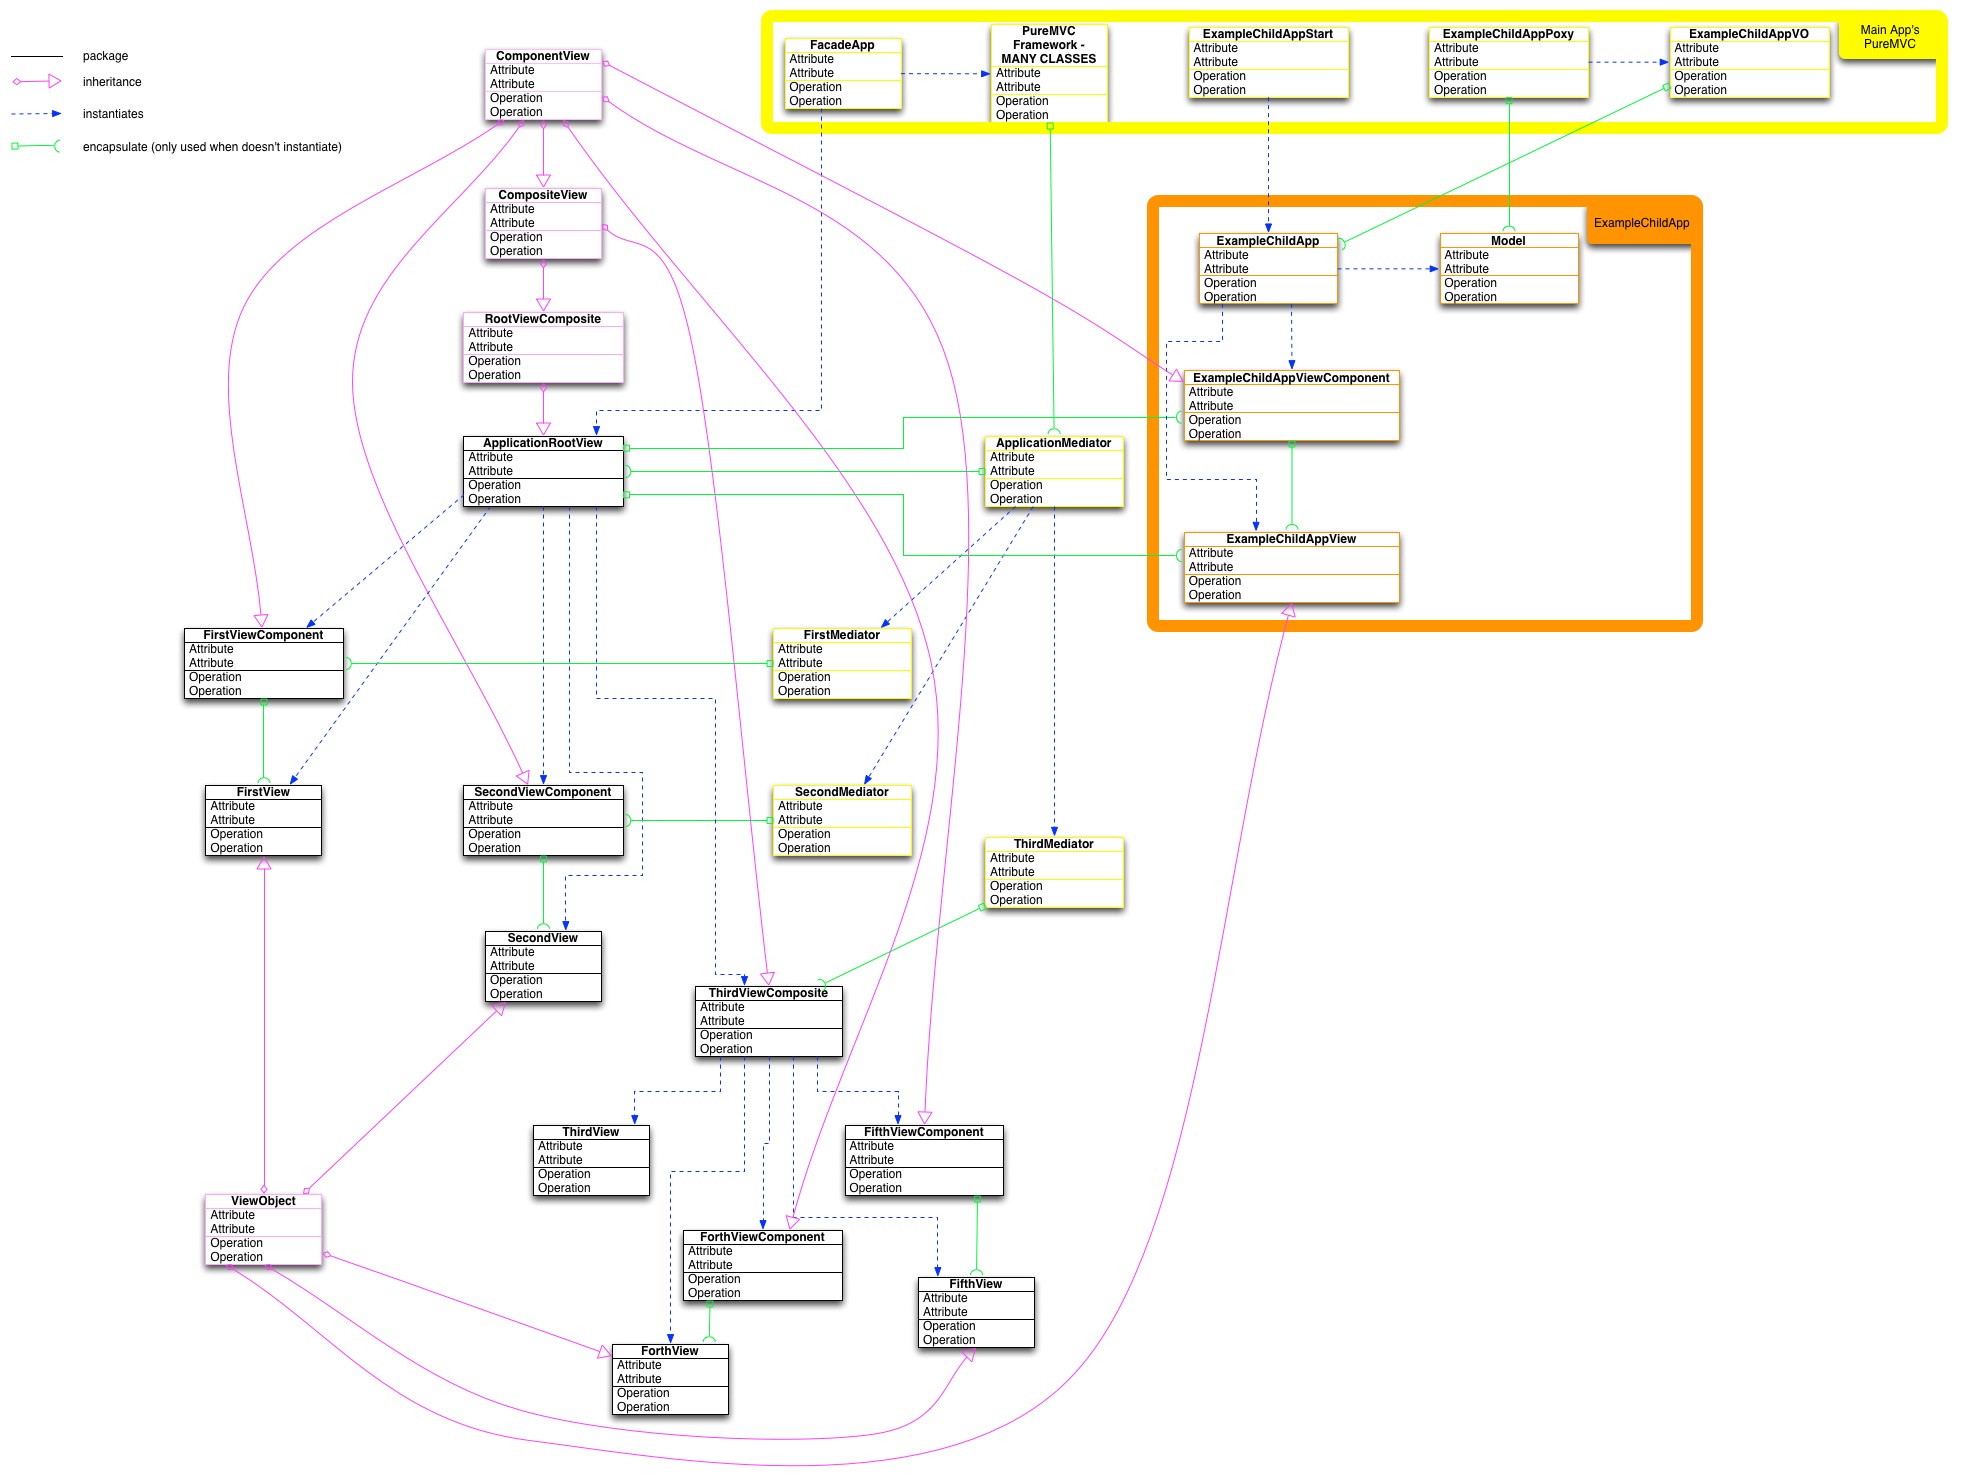 package
inheritance
instantiates
encapsulate (only used when doesn't instantiate)
Main App's
PureMVC
FacadeApp
Attribute
Attribute
Operation
Operation
PureMVC
Framework -
MANY CLASSES
Attribute
Attribute
Operation
Operation
ExampleChildAppStart
Attribute
Attribute
Operation
Operation
ExampleChildAppPoxy
Attribute
Attribute
Operation
Operation
ExampleChildAppVO
Attribute
Attribute
Operation
Operation
ComponentView
Attribute
Attribute
Operation
Operation
CompositeView
Attribute
Attribute
Operation
Operation
ExampleChildApp
ExampleChildApp
Attribute
Attribute
Operation
Operation
Model
Attribute
Attribute
Operation
Operation
RootViewComposite
Attribute
Attribute
Operation
Operation
ExampleChildAppViewComponent
Attribute
Attribute
Operation
Operation
ApplicationRootView
Attribute
Attribute
Operation
Operation
ApplicationMediator
Attribute
Attribute
Operation
Operation
ExampleChildAppView
Attribute
Attribute
Operation
Operation
FirstViewComponent
Attribute
Attribute
Operation
Operation
FirstMediator
Attribute
Attribute
Operation
Operation
FirstView
Attribute
Attribute
Operation
Operation
SecondViewComponent
Attribute
Attribute
Operation
Operation
SecondMediator
Attribute
Attribute
Operation
Operation
ThirdMediator
Attribute
Attribute
Operation
Operation
SecondView
Attribute
Attribute
Operation
Operation
ThirdViewComposite
Attribute
Attribute
Operation
Operation
ThirdView
Attribute
Attribute
Operation
Operation
FifthViewComponent
Attribute
Attribute
Operation
Operation
ViewObject
Attribute
Attribute
Operation
Operation
ForthViewComponent
Attribute
Attribute
Operation
Operation
FifthView
Attribute
Attribute
Operation
Operation
ForthView
Attribute
Attribute
Operation
Operation